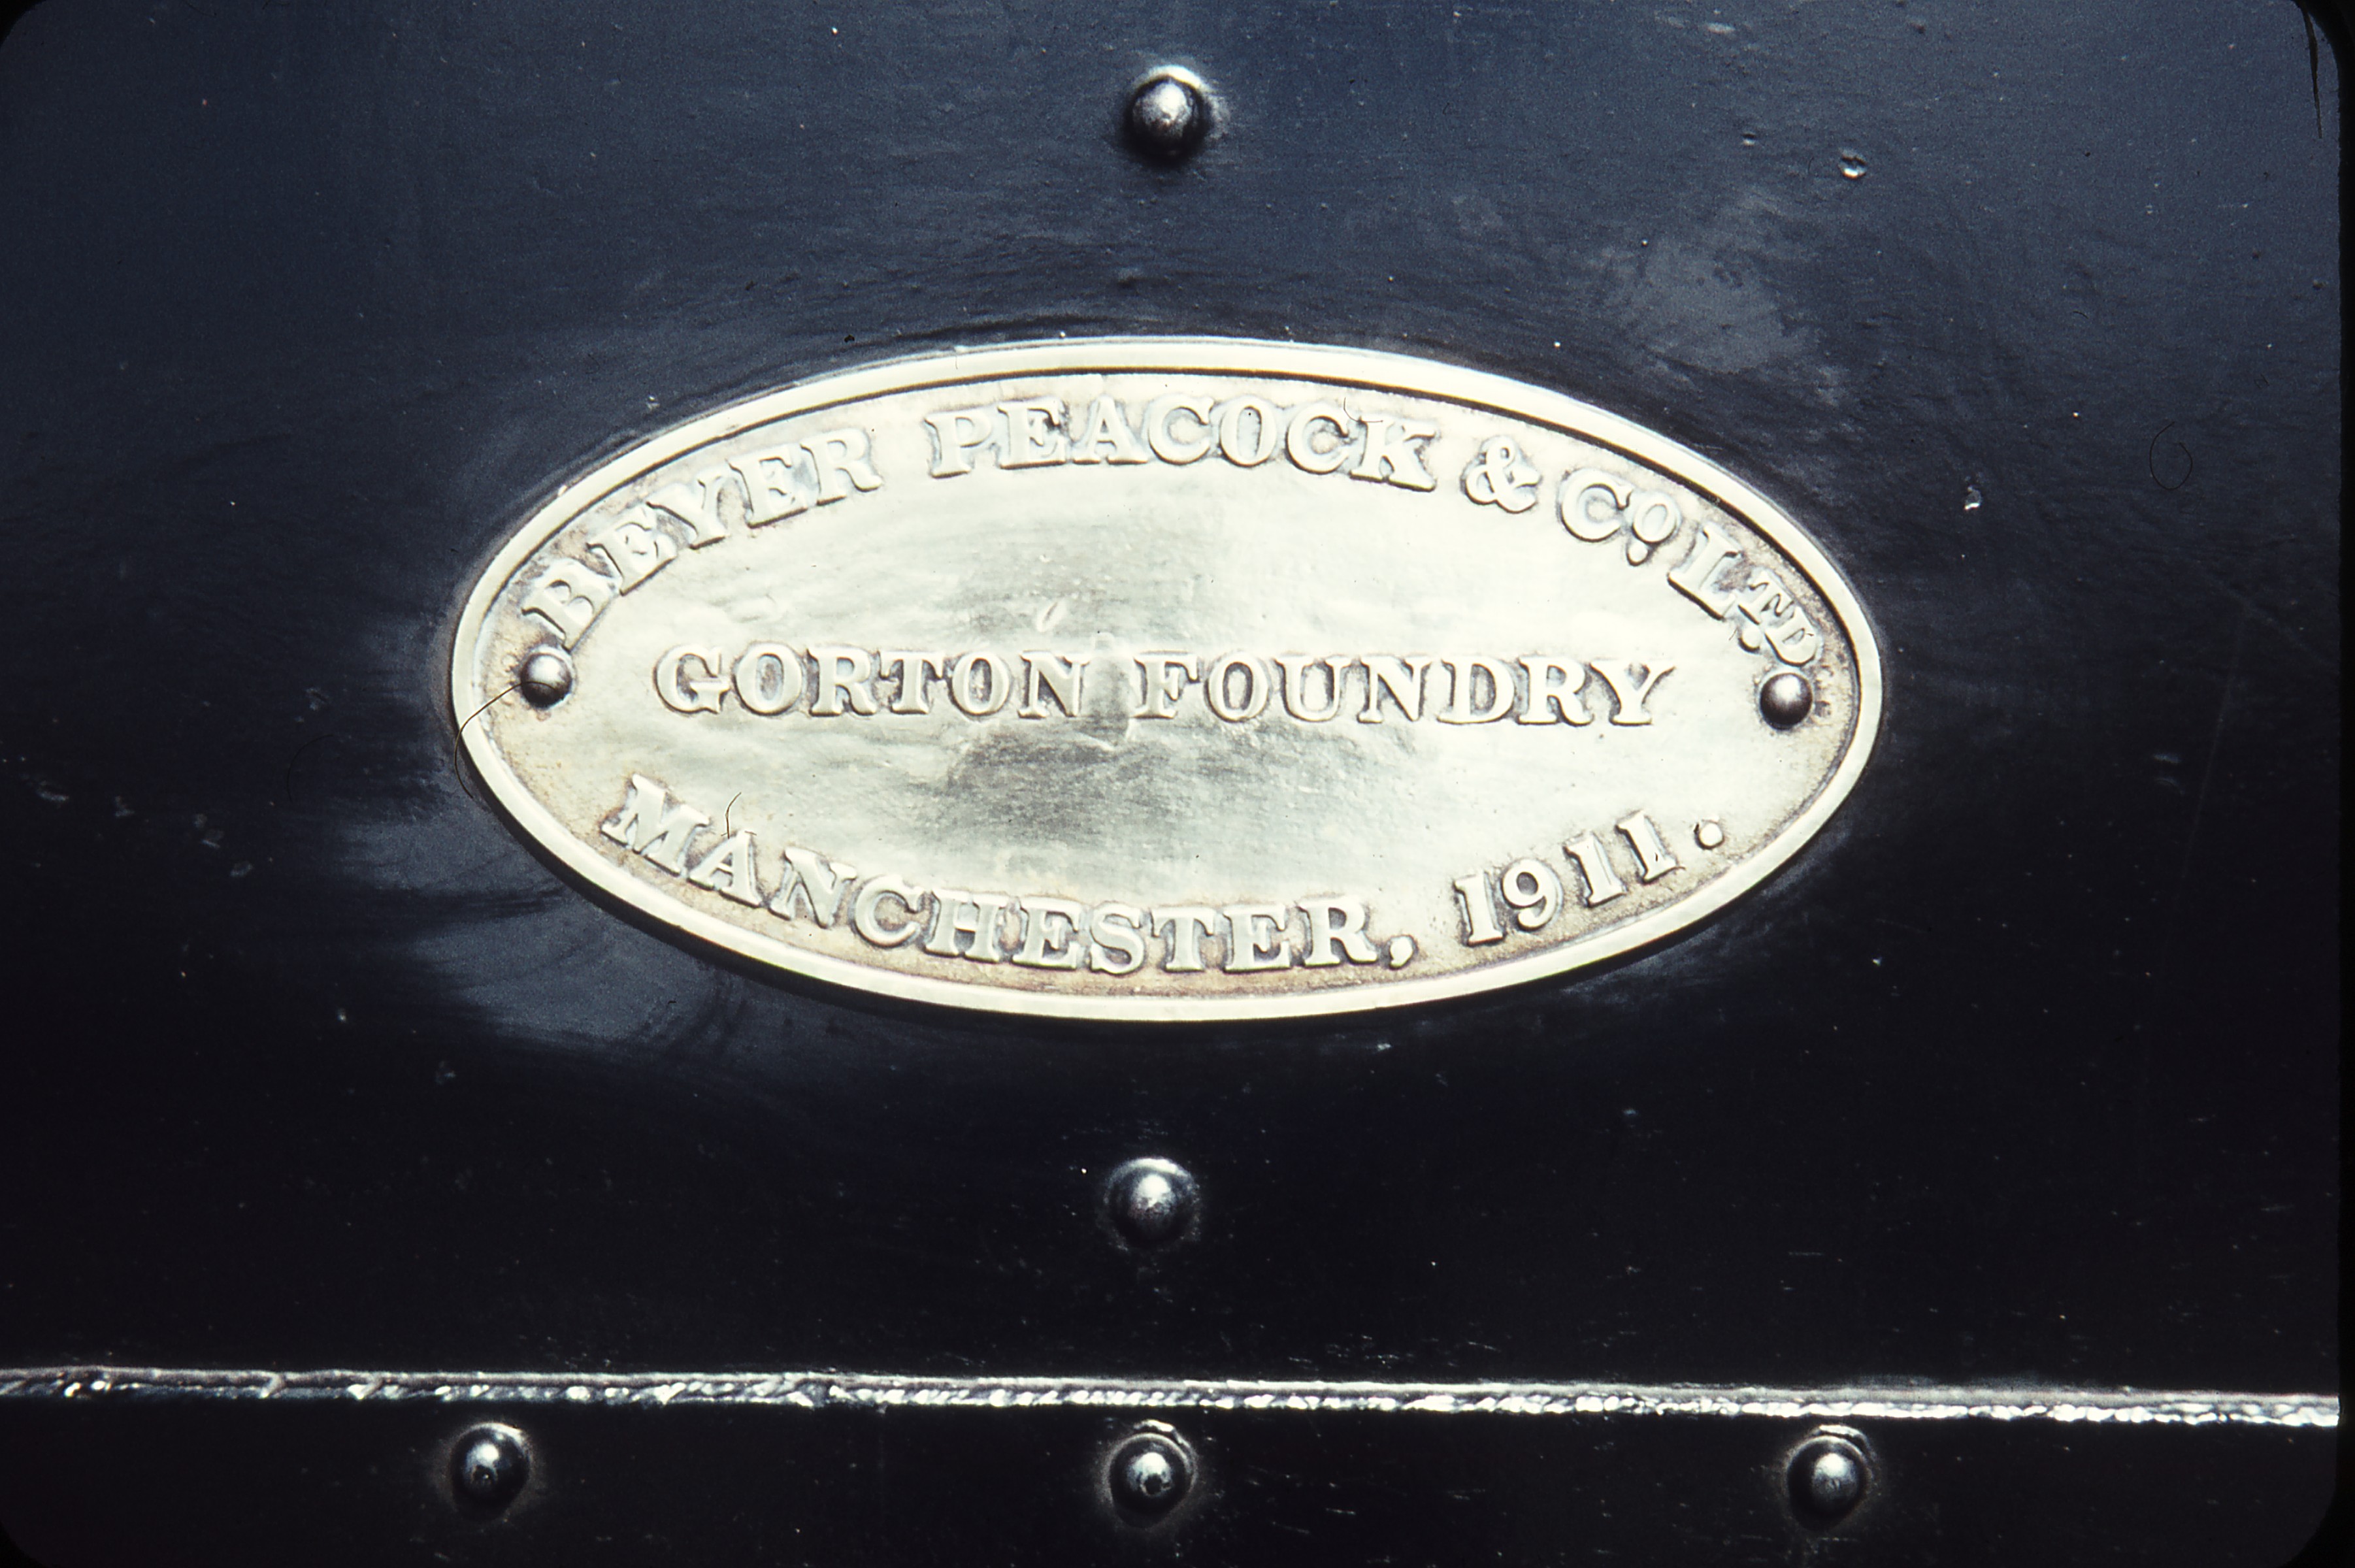 BEYER PEACOCK & Cº. LTD.
GORTON FOUNDRY
MANCHESTER, 1911.